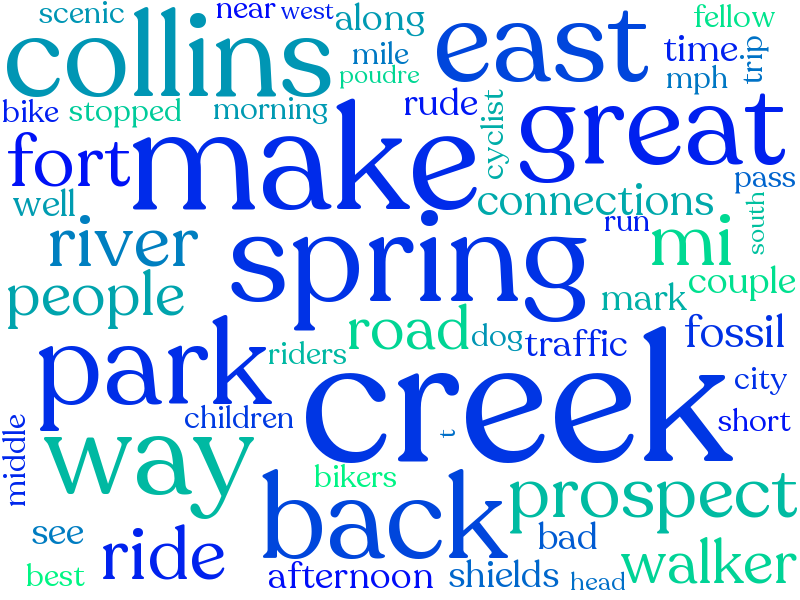 scenic
near
west
along
fellow
collins
east
time
trip
mile
mph
poudre
bike
stopped
morning
rude
cyclist
great
fort
make
pass
well
connections
south
river
spring
run
mi
people
couple
mark
road
dog
traffic
fossil
park
riders
creek
city
children
t
short
middle
way
bikers
back
prospect
see
ride
bad
best
afternoon
shields
head
walker